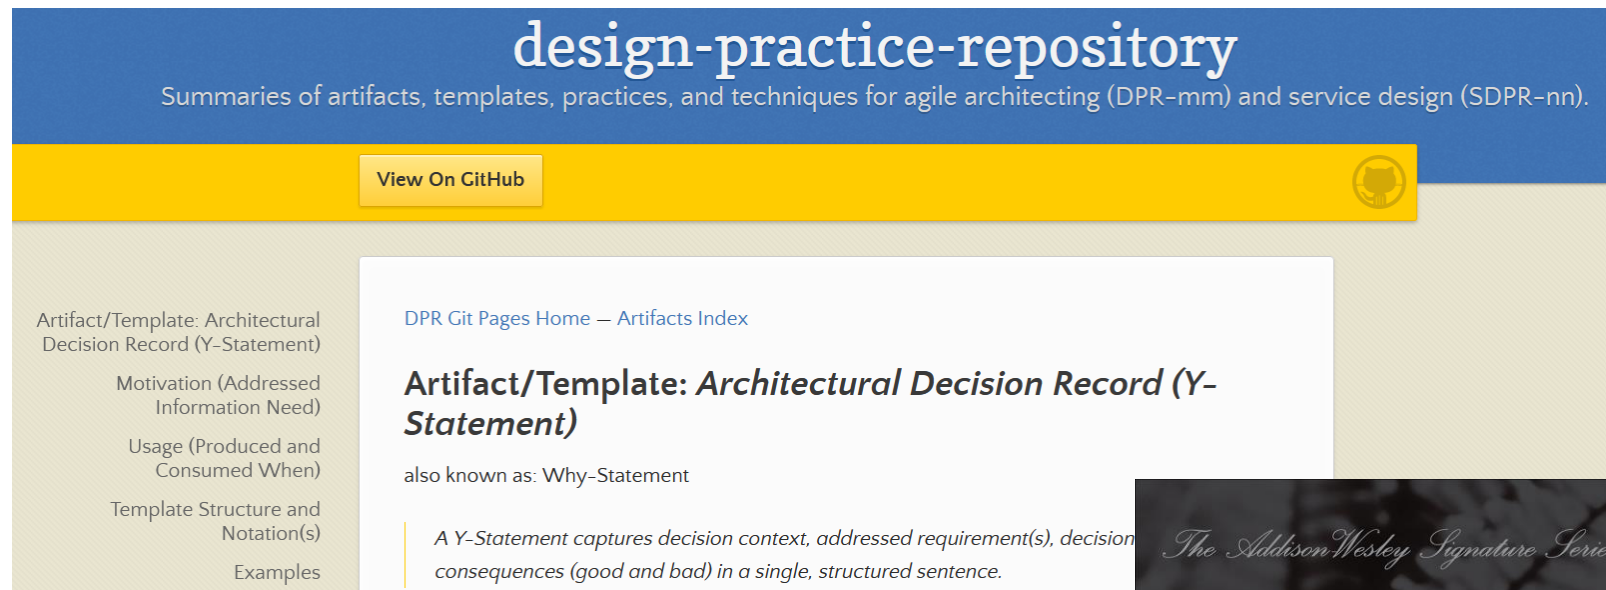 design-practice-repository
Summaries of artifacts, templates, practices, and techniques for agile architecting (DPR-mm) and service design (SDPR-nn).
View On GitHub
Artifact/Template: Architectural
Decision Record (Y-Statement)
Motivation (Addressed
Information Need)
Usage (Produced and
Consumed When)
Template Structure and
Notation(s)
Examples
DPR Git Pages Home — Artifacts Index
Artifact/Template: Architectural Decision Record (Y-
Statement)
also known as: Why-Statement
A Y-Statement captures decision context, addressed requirement(s), decision
consequences (good and bad) in a single, structured sentence.
The Addison Wesley Signature Serie